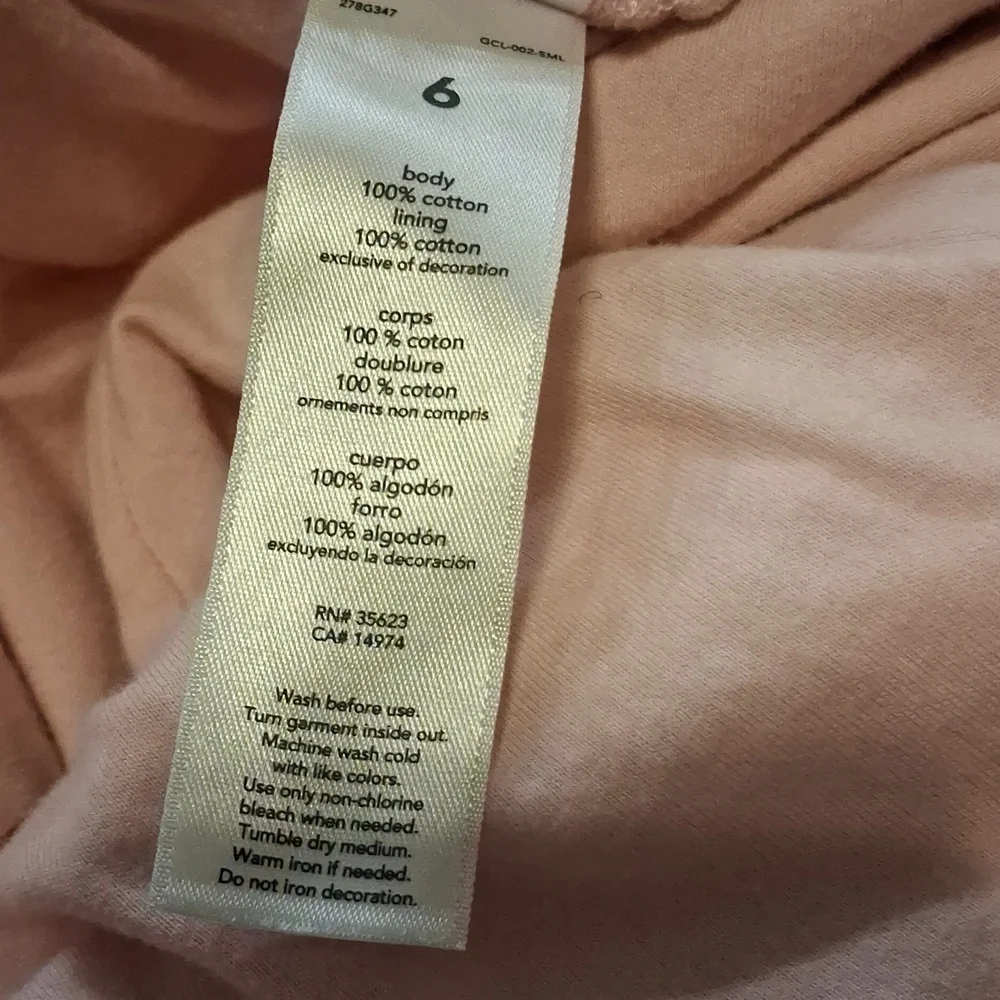 278G347
GCL-002-SML
6
body
100% cotton
lining
100% cotton
exclusive of decoration
corps
100 % coton
doublure
100 % coton
ornements non compris
cuerpo
100% algodón
forro
100% algodón
excluyendo la decoración
RN# 35623
CA# 14974
Wash before use.
Turn garment inside out.
Machine wash cold
with like colors.
Use only non-chlorine
bleach when needed.
Tumble dry medium.
Warm iron if needed.
Do not iron decoration.